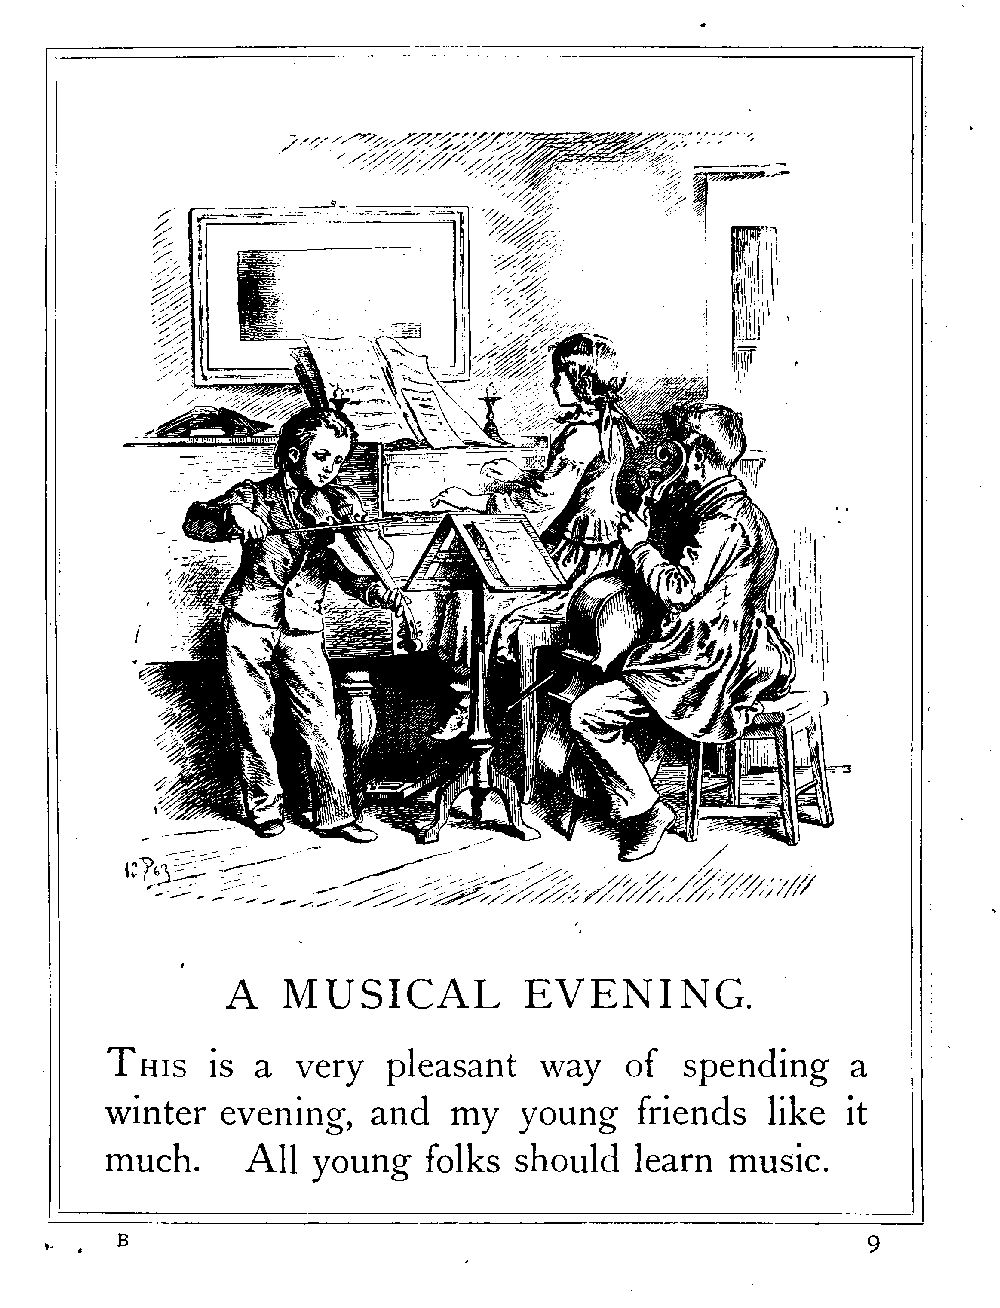 A MUSICAL EVENING.
THIS is a very pleasant way of spending a
winter evening, and my young friends like it
much. All young folks should learn music.
B 9